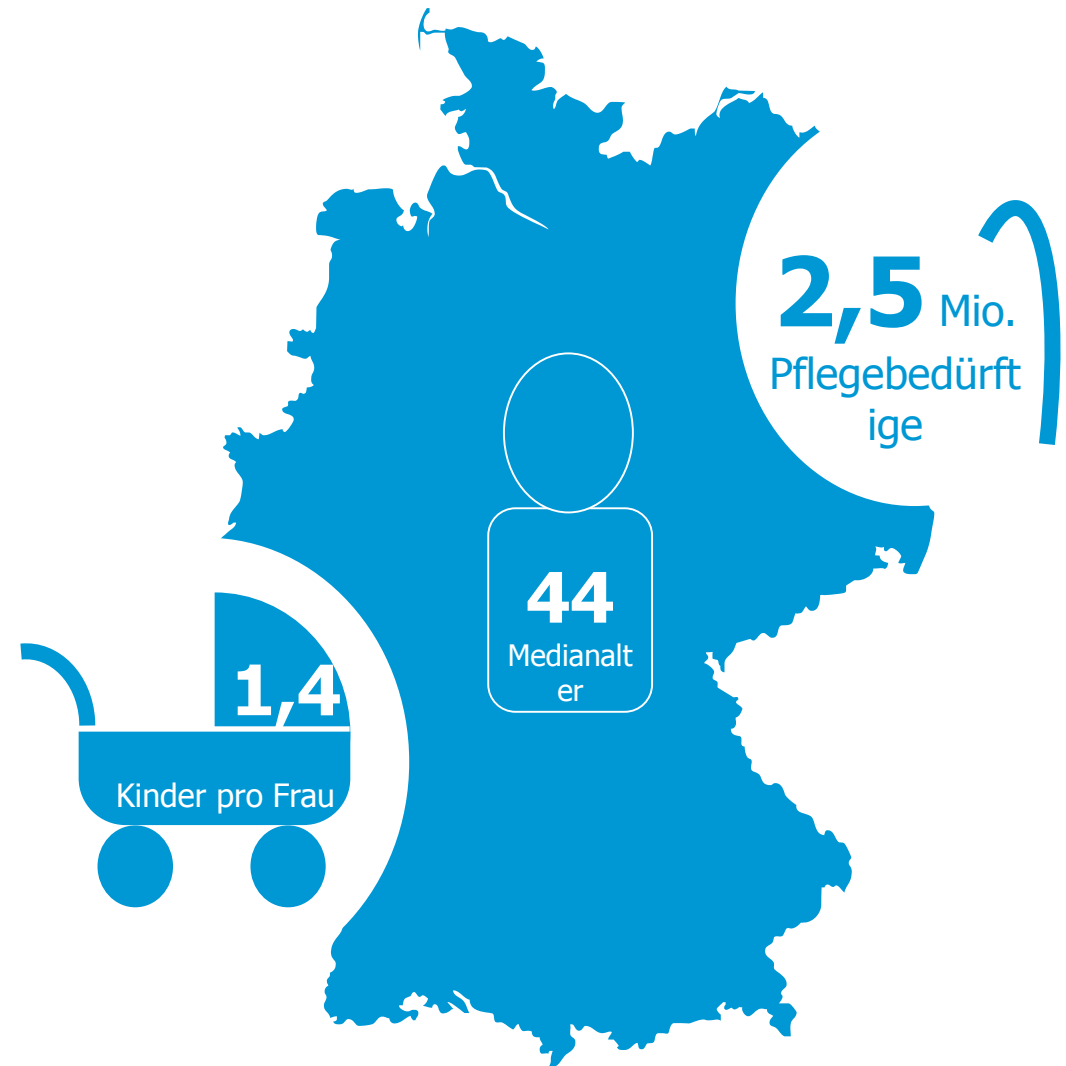 2,5 Mio.
Pflegebedürft
ige
44
Medianalt
er
1,4
Kinder pro Frau